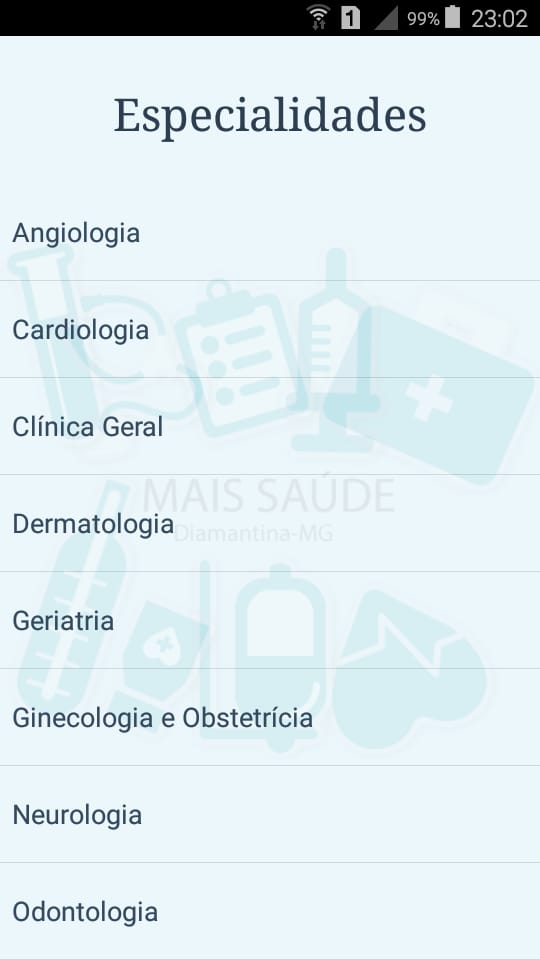 1 99% 23:02
Especialidades
Angiologia
Cardiologia
Clínica Geral
MAIS SAÚDE
Dermatologia
Diamantina-MG
Geriatria
Ginecologia e Obstetrícia
Neurologia
Odontologia